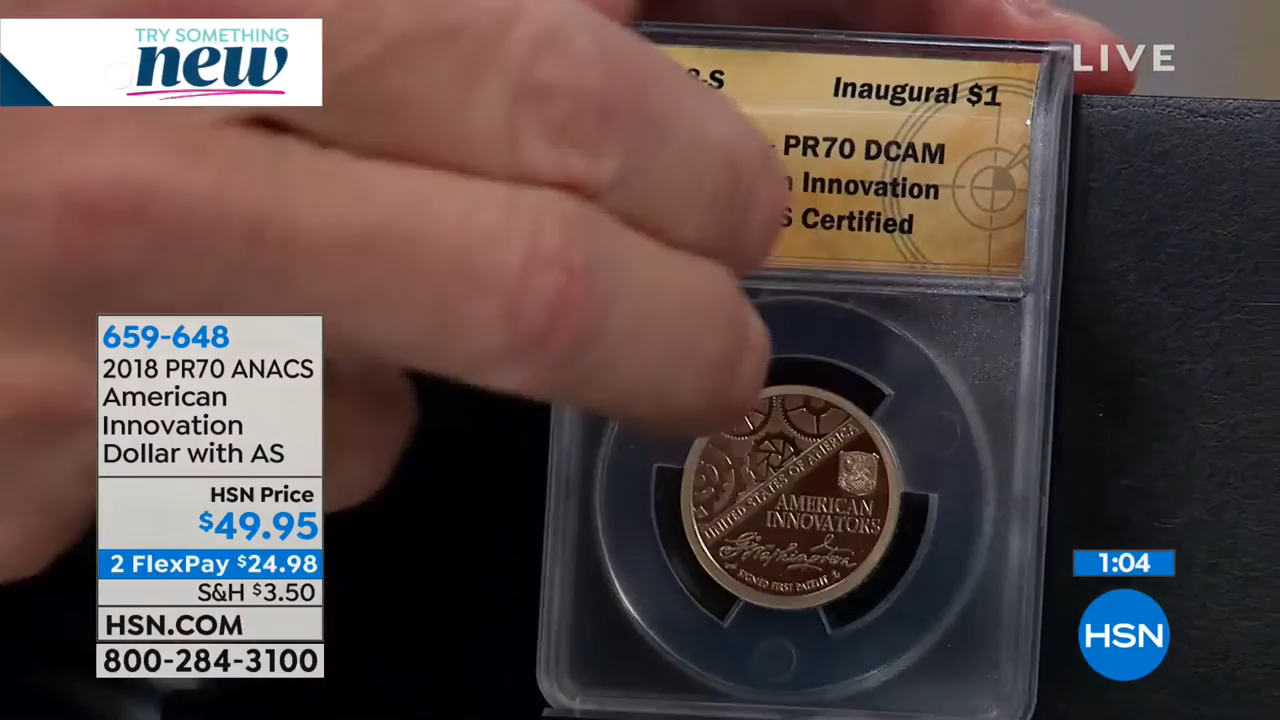 TRY SOMETHING
new
LIVE
-S
Inaugural $1
PR70 DCAM
Innovation
Certified
UNITED STATES OF AMERICA
AMERICAN
INNOVATORS
G Washington
SIGNED FIRST PATENT
659-648
2018 PR70 ANACS
American
Innovation
Dollar with AS
HSN Price
$49.95
2 FlexPay $24.98
S&H $3.50
HSN.COM
800-284-3100
1:04
HSN